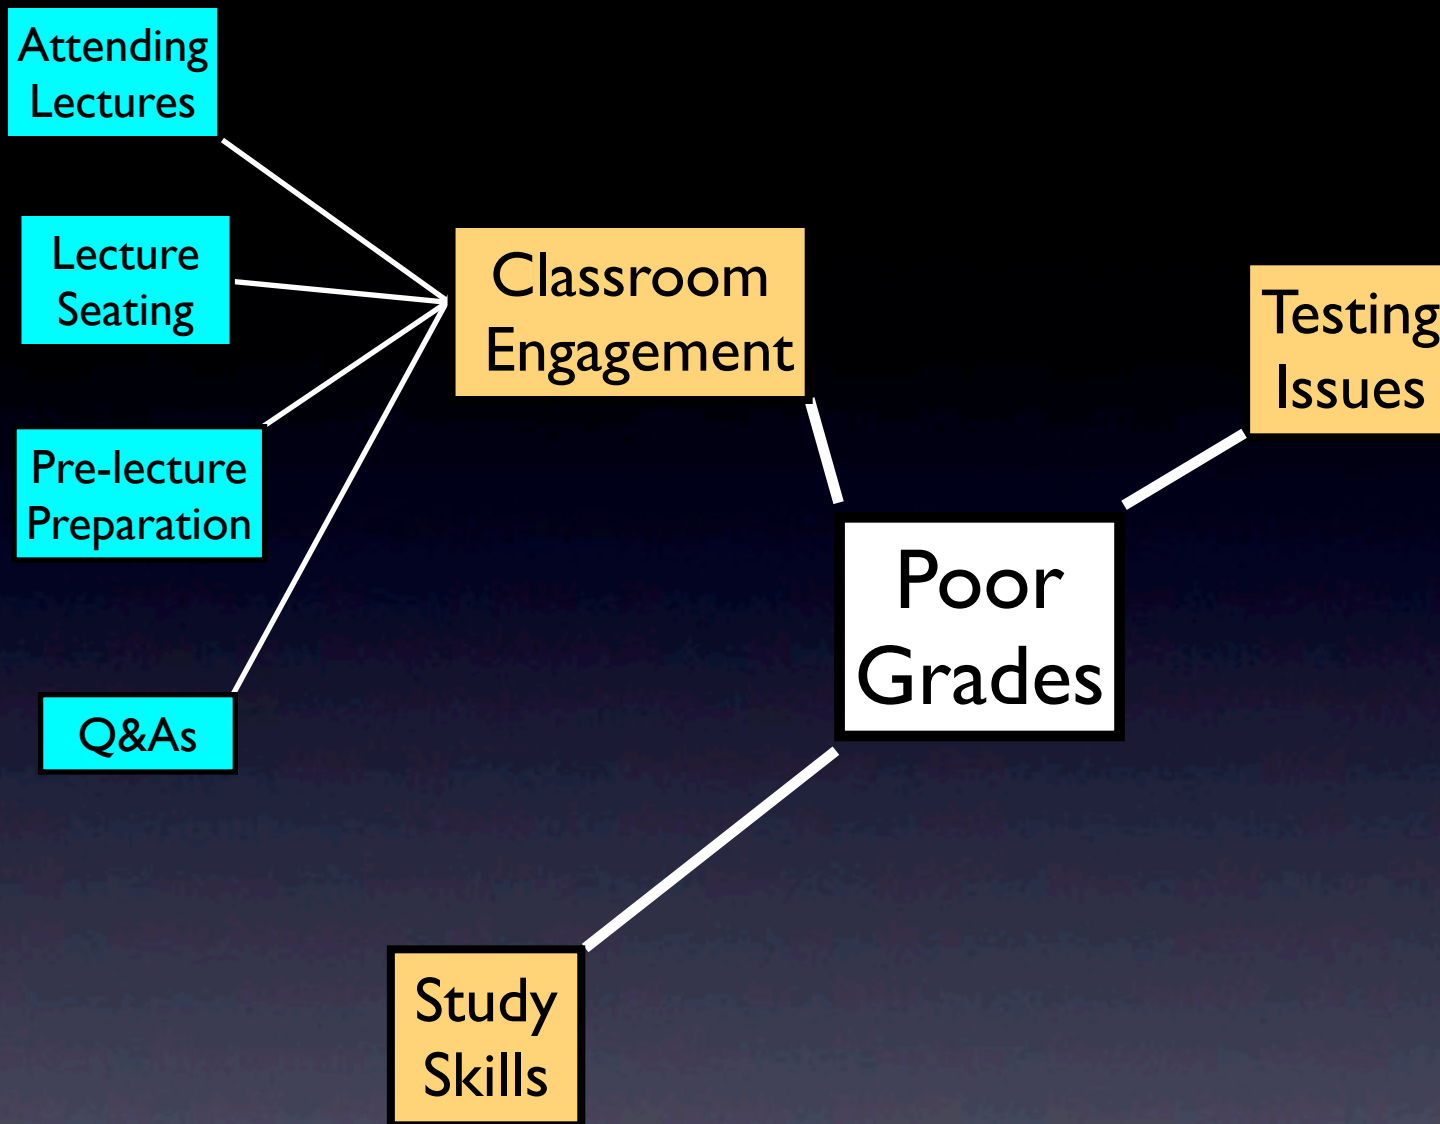 Attending
Lectures
Lecture
Seating
Pre-lecture
Preparation
Q&As
Classroom
Engagement
Testing
Issues
Poor
Grades
Study
Skills